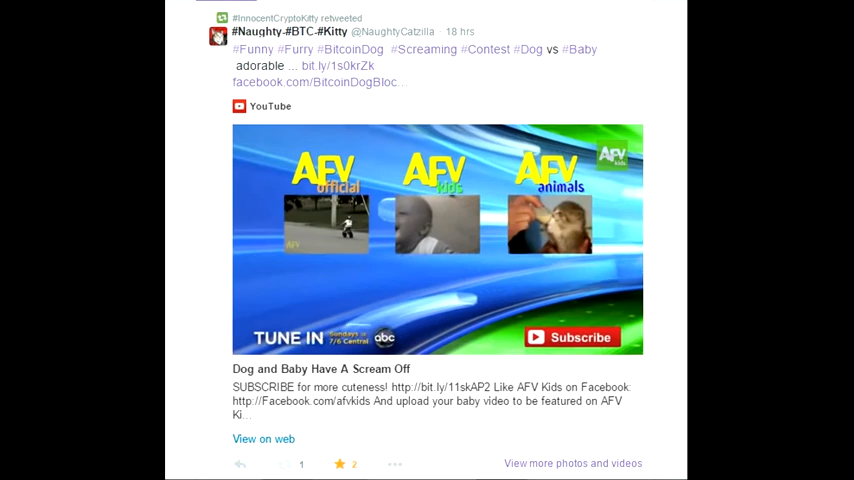 #InnocentCryptoKitty retweeted
#Naughty-#BTC-#Kitty @NaughtyCatzilla · 18 hrs
#Funny #Furry #BitcoinDog #Screaming #Contest #Dog vs #Baby
adorable ... bit.ly/1s0krZk
facebook.com/BitcoinDogBloc…
YouTube
AFV official
AFV kids
AFV animals
AFV kids
AFV
TUNE IN Sundays 7/6 Central abc
Subscribe
Dog and Baby Have A Scream Off
SUBSCRIBE for more cuteness! http://bit.ly/11skAP2 Like AFV Kids on Facebook:
http://Facebook.com/afvkids And upload your baby video to be featured on AFV
Ki...
View on web
1 2 View more photos and videos